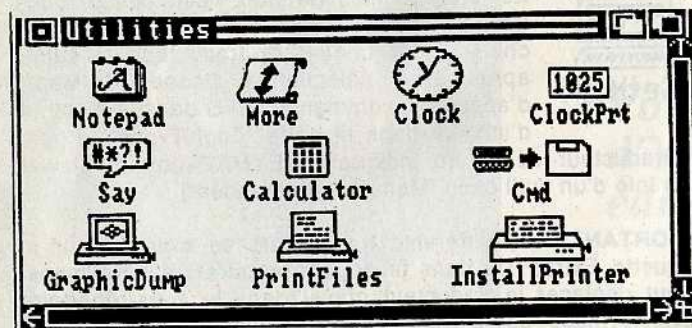 Utilities
Notepad More Clock 1025 ClockPrt
#*?! Say Calculator Cmd
GraphicDump PrintFiles InstallPrinter